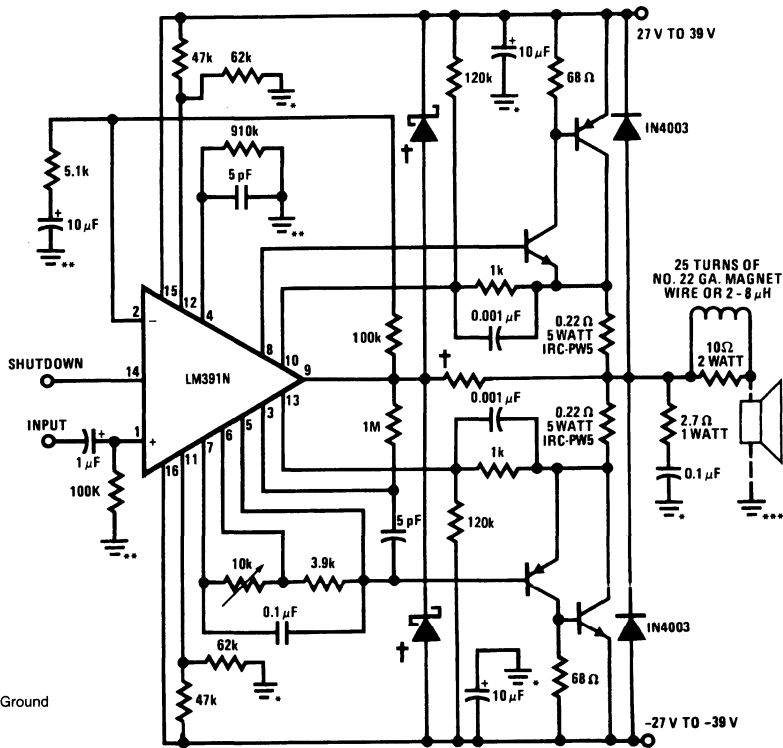 27 V TO 39 V
47k
62k
*
10 μF
+
*
120k
68 Ω
IN4003
†
910k
5 pF
**
5.1k
+
10 μF
**
15
12
4
2
−
8
10
1k
0.001 μF
0.22 Ω
5 WATT
IRC-PW5
25 TURNS OF
NO. 22 GA. MAGNET
WIRE OR 2 - 8 μH
10Ω
2 WATT
100k
SHUTDOWN
14
LM391N
9
†
13
INPUT
+
1 μF
1
+
100K
**
16
11
7
6
5
3
1M
0.001 μF
1k
0.22 Ω
5 WATT
IRC-PW5
2.7 Ω
1 WATT
0.1 μF
*
***
5 pF
120k
10k
3.9k
0.1 μF
62k
*
47k
†
+
10 μF
*
68 Ω
IN4003
Ground
−27 V TO −39 V